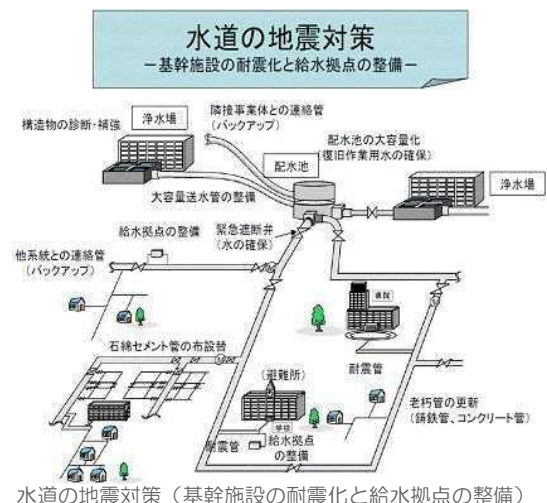 水道の地震対策
－基幹施設の耐震化と給水拠点の整備－
構造物の診断・補強
浄水場
隣接事業体との連絡管
（バックアップ）
配水池
配水池の大容量化
（復旧作業用水の確保）
浄水場
大容量送水管の整備
緊急遮断弁
（水の確保）
給水拠点の整備
他系統との連絡管
（バックアップ）
病院
石綿セメント管の布設替
耐震管
（避難所）
老朽管の更新
（鋳鉄管、コンクリート管）
学校
耐震管
給水拠点
の整備
水道の地震対策（基幹施設の耐震化と給水拠点の整備）